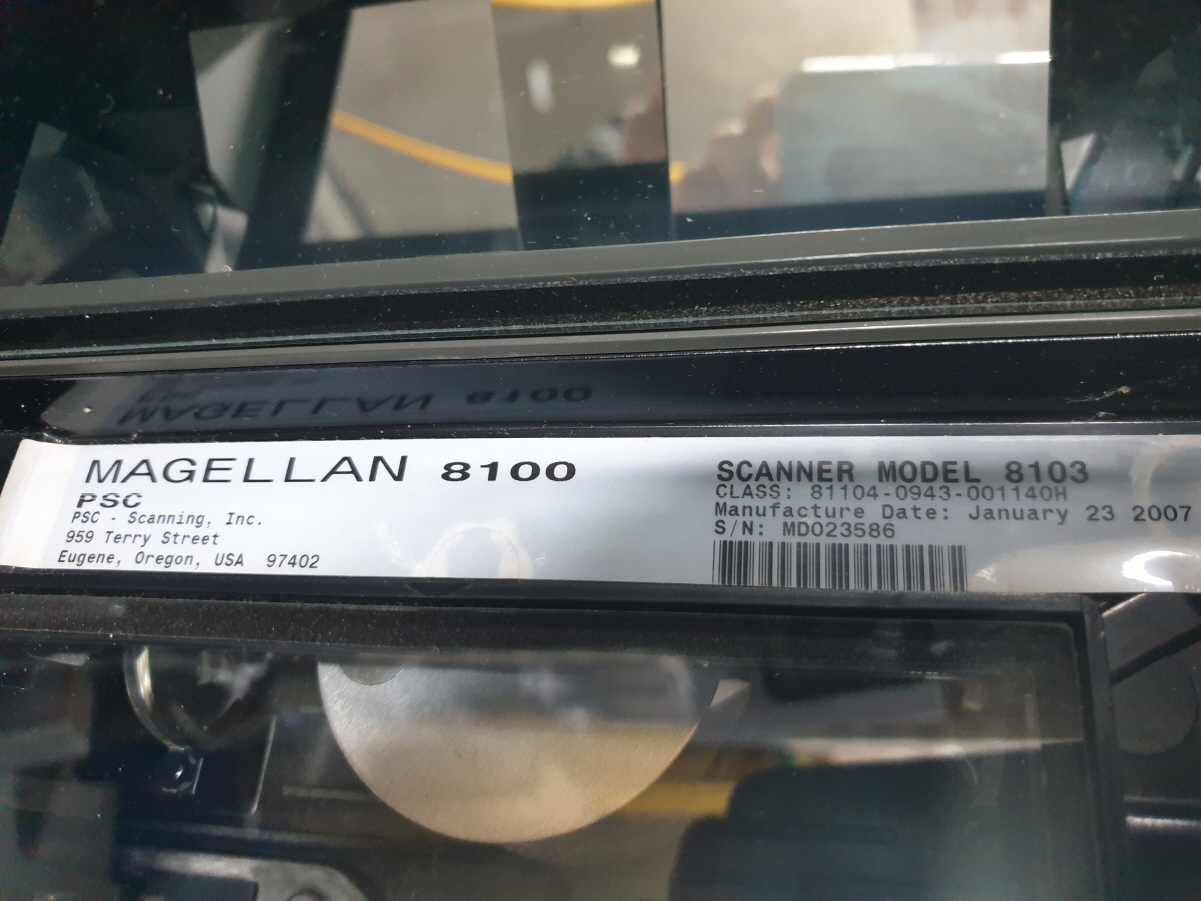 MAGELLAN 8100
PSC
PSC - Scanning, Inc.
959 Terry Street
Eugene, Oregon, USA 97402
SCANNER MODEL 8103
CLASS: 81104-0943-001140H
Manufacture Date: January 23 2007
S/N: MD023586